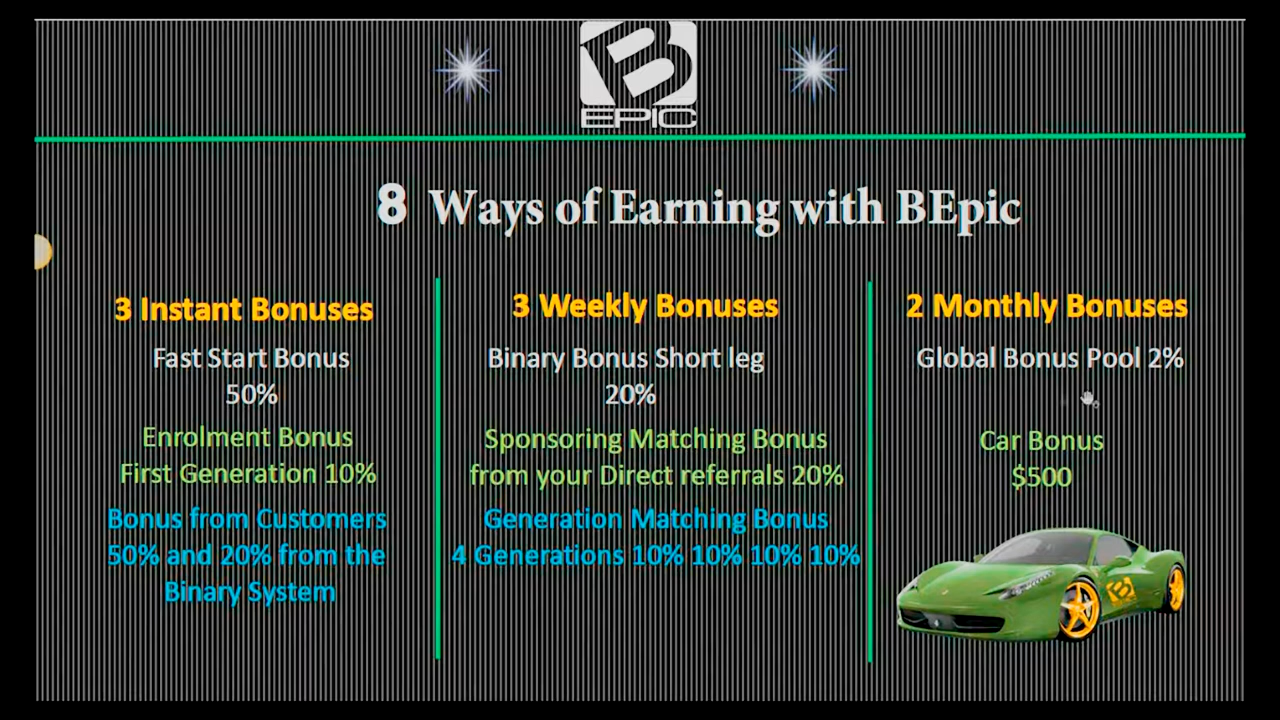 B
EPIC
8 Ways of Earning with BEpic
3 Instant Bonuses
Fast Start Bonus
50%
Enrolment Bonus
First Generation 10%
Bonus from Customers
50% and 20% from the
Binary System
3 Weekly Bonuses
Binary Bonus Short leg
20%
Sponsoring Matching Bonus
from your Direct referrals 20%
Generation Matching Bonus
4 Generations 10% 10% 10% 10%
2 Monthly Bonuses
Global Bonus Pool 2%
Car Bonus
$500
B